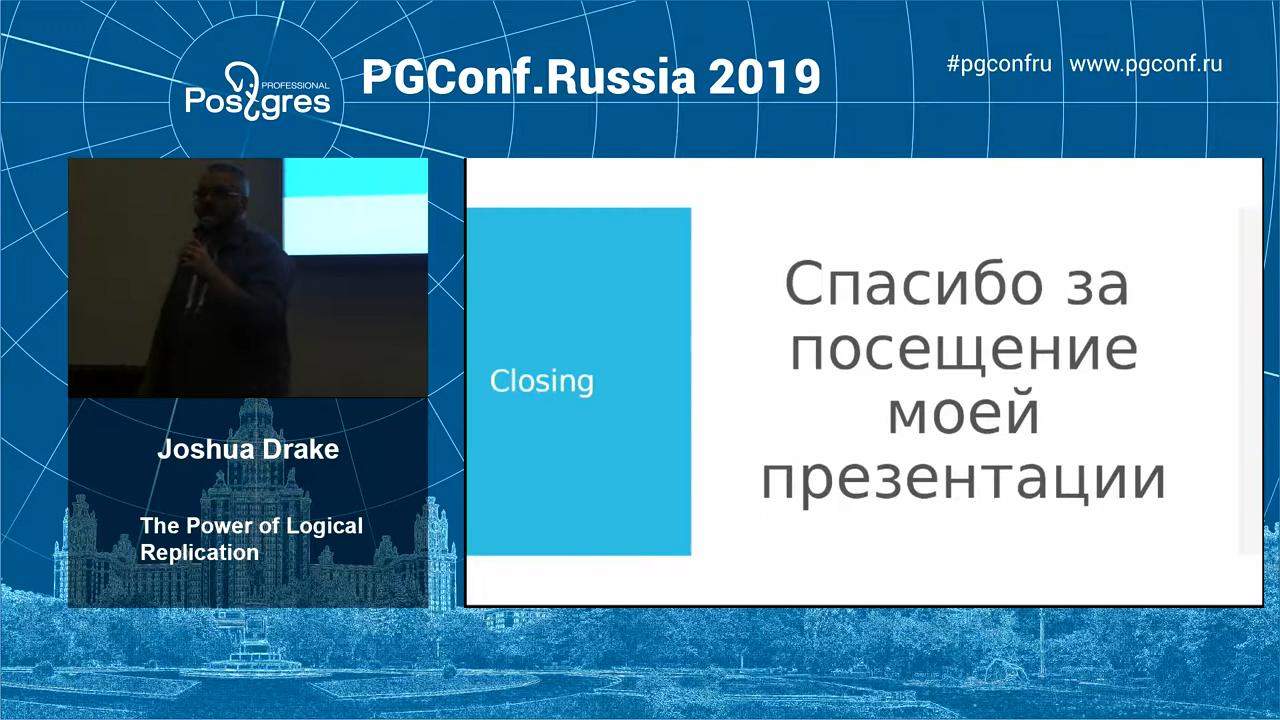 PROFESSIONAL
Postgres
PGConf.Russia 2019
#pgconfru www.pgconf.ru
Joshua Drake
The Power of Logical
Replication
Closing
Спасибо за
посещение
моей
презентации